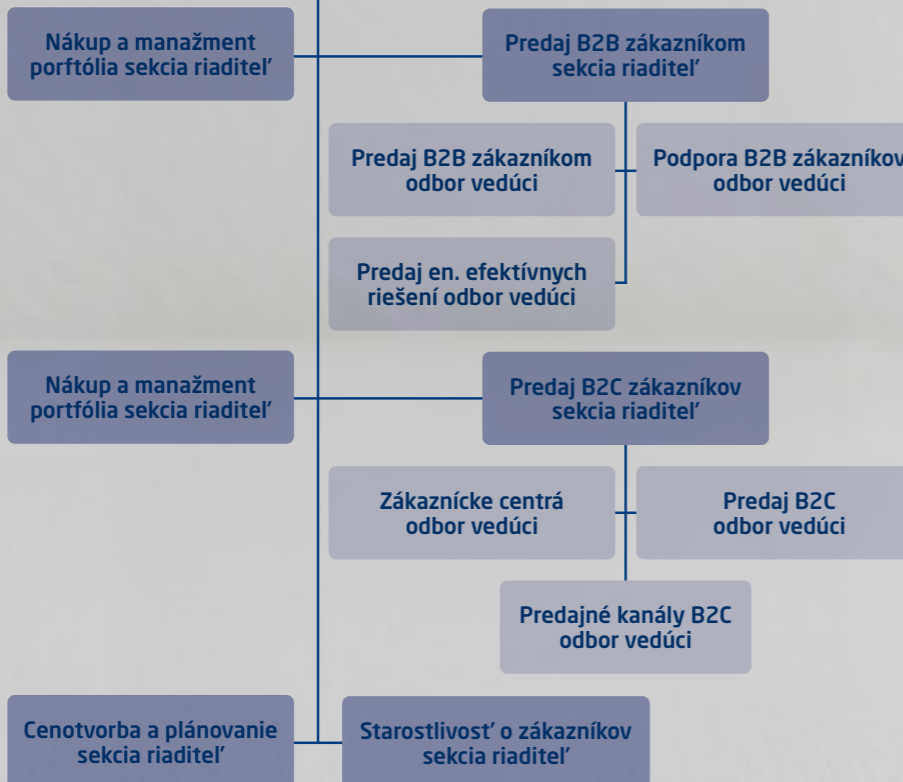 Nákup a manažment
porftólia sekcia riaditeľ
Predaj B2B zákazníkom
sekcia riaditeľ
Predaj B2B zákazníkom
odbor vedúci
Podpora B2B zákazníkov
odbor vedúci
Predaj en. efektívnych
riešení odbor vedúci
Nákup a manažment
portfólia sekcia riaditeľ
Predaj B2C zákazníkov
sekcia riaditeľ
Zákaznícke centrá
odbor vedúci
Predaj B2C
odbor vedúci
Predajné kanály B2C
odbor vedúci
Cenotvorba a plánovanie
sekcia riaditeľ
Starostlivosť o zákazníkov
sekcia riaditeľ